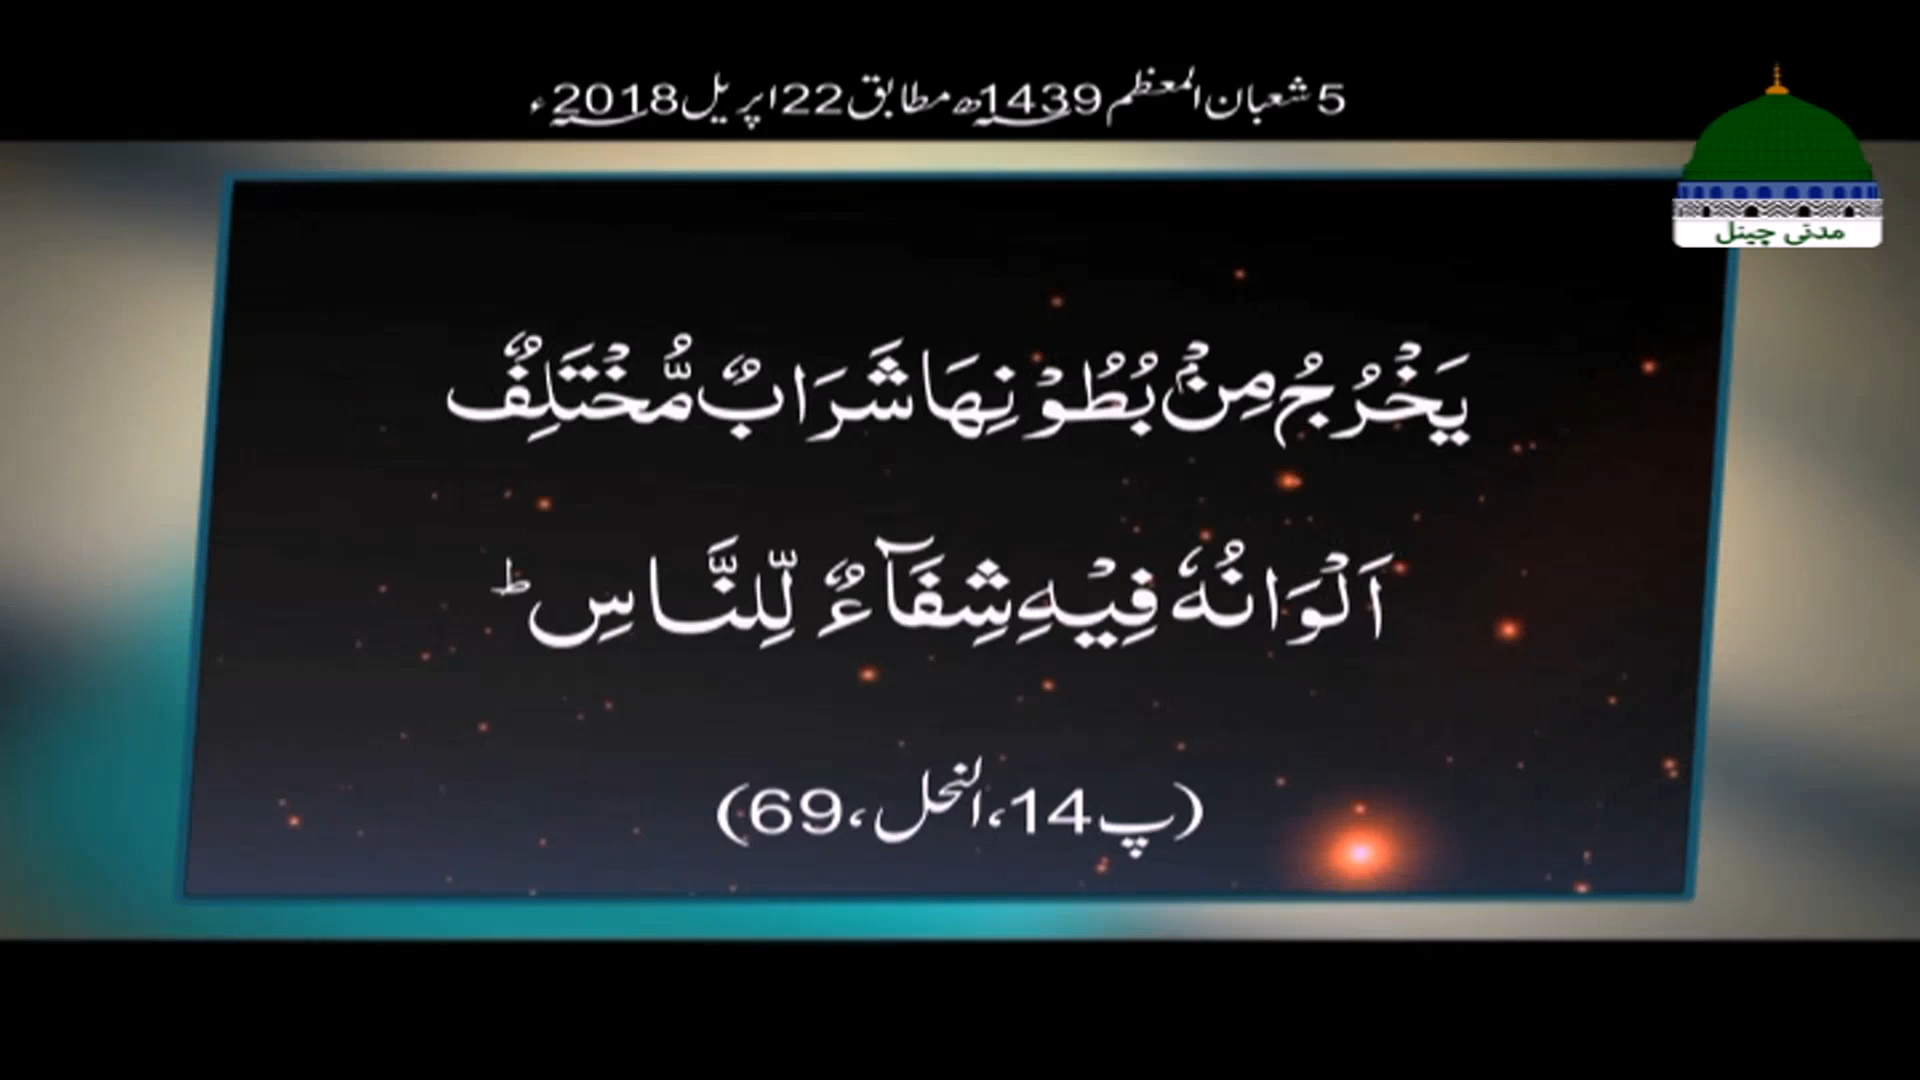 5 شعبان المعظم 1439ھ مطابق 22 اپریل 2018ء
مدنی چینل
یَخْرُجُ مِنْۢ بُطُوْنِهَا شَرَابٌ مُّخْتَلِفٌ
اَلْوَانُهٗ فِیْهِ شِفَآءٌ لِّلنَّاسِؕ
(پ14، النحل، 69)